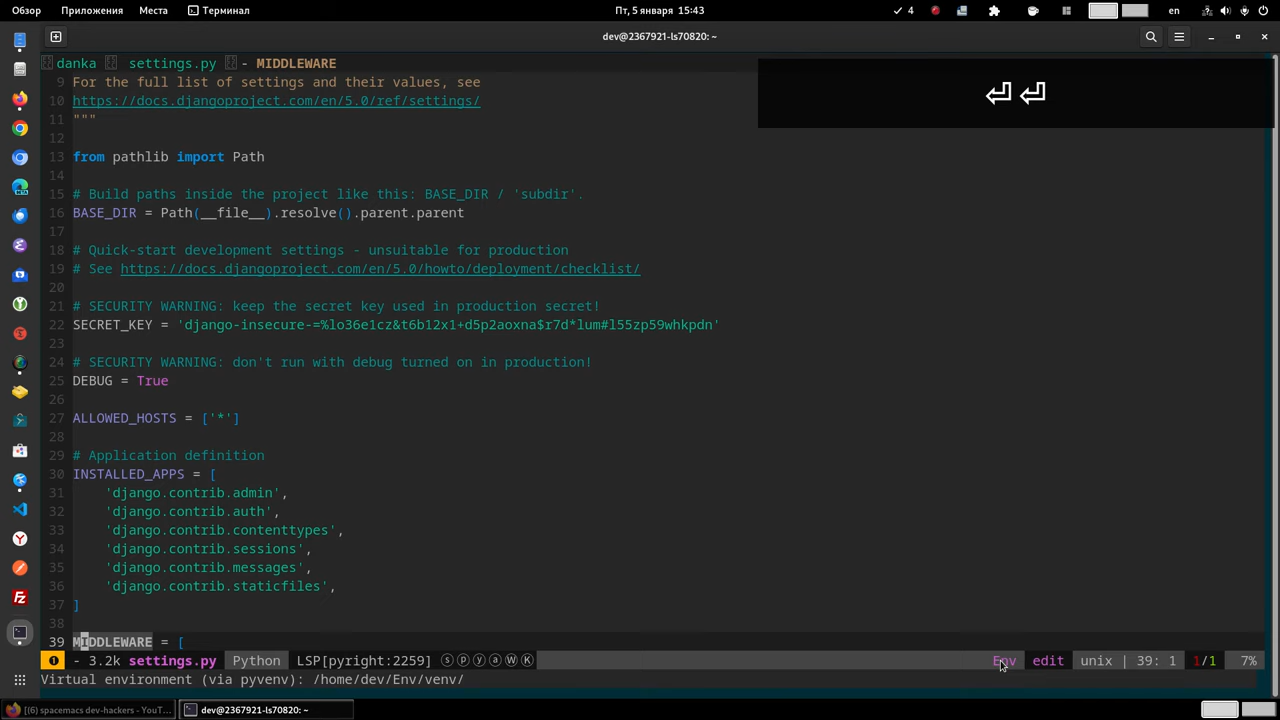 Обзор Приложения Места Терминал Пт, 5 января 15:43 4 en
dev@2367921-ls70820: ~
danka settings.py - MIDDLEWARE
9 For the full list of settings and their values, see
10 https://docs.djangoproject.com/en/5.0/ref/settings/
11 """
12
13 from pathlib import Path
14
15 # Build paths inside the project like this: BASE_DIR / 'subdir'.
16 BASE_DIR = Path(__file__).resolve().parent.parent
17
18 # Quick-start development settings - unsuitable for production
19 # See https://docs.djangoproject.com/en/5.0/howto/deployment/checklist/
20
21 # SECURITY WARNING: keep the secret key used in production secret!
22 SECRET_KEY = 'django-insecure-=%lo36e1cz&t6b12x1+d5p2aoxna$r7d*lum#l55zp59whkpdn'
23
24 # SECURITY WARNING: don't run with debug turned on in production!
25 DEBUG = True
26
27 ALLOWED_HOSTS = ['*']
28
29 # Application definition
30 INSTALLED_APPS = [
31     'django.contrib.admin',
32     'django.contrib.auth',
33     'django.contrib.contenttypes',
34     'django.contrib.sessions',
35     'django.contrib.messages',
36     'django.contrib.staticfiles',
37 ]
38
39 MIDDLEWARE = [
- 3.2k settings.py Python LSP[pyright:2259] ⓢⓟⓨⓐⓦⓀ Env edit unix | 39: 1 1/1 7%
Virtual environment (via pyvenv): /home/dev/Env/venv/
(6) spacemacs dev-hackers - YouT... dev@2367921-ls70820: ~